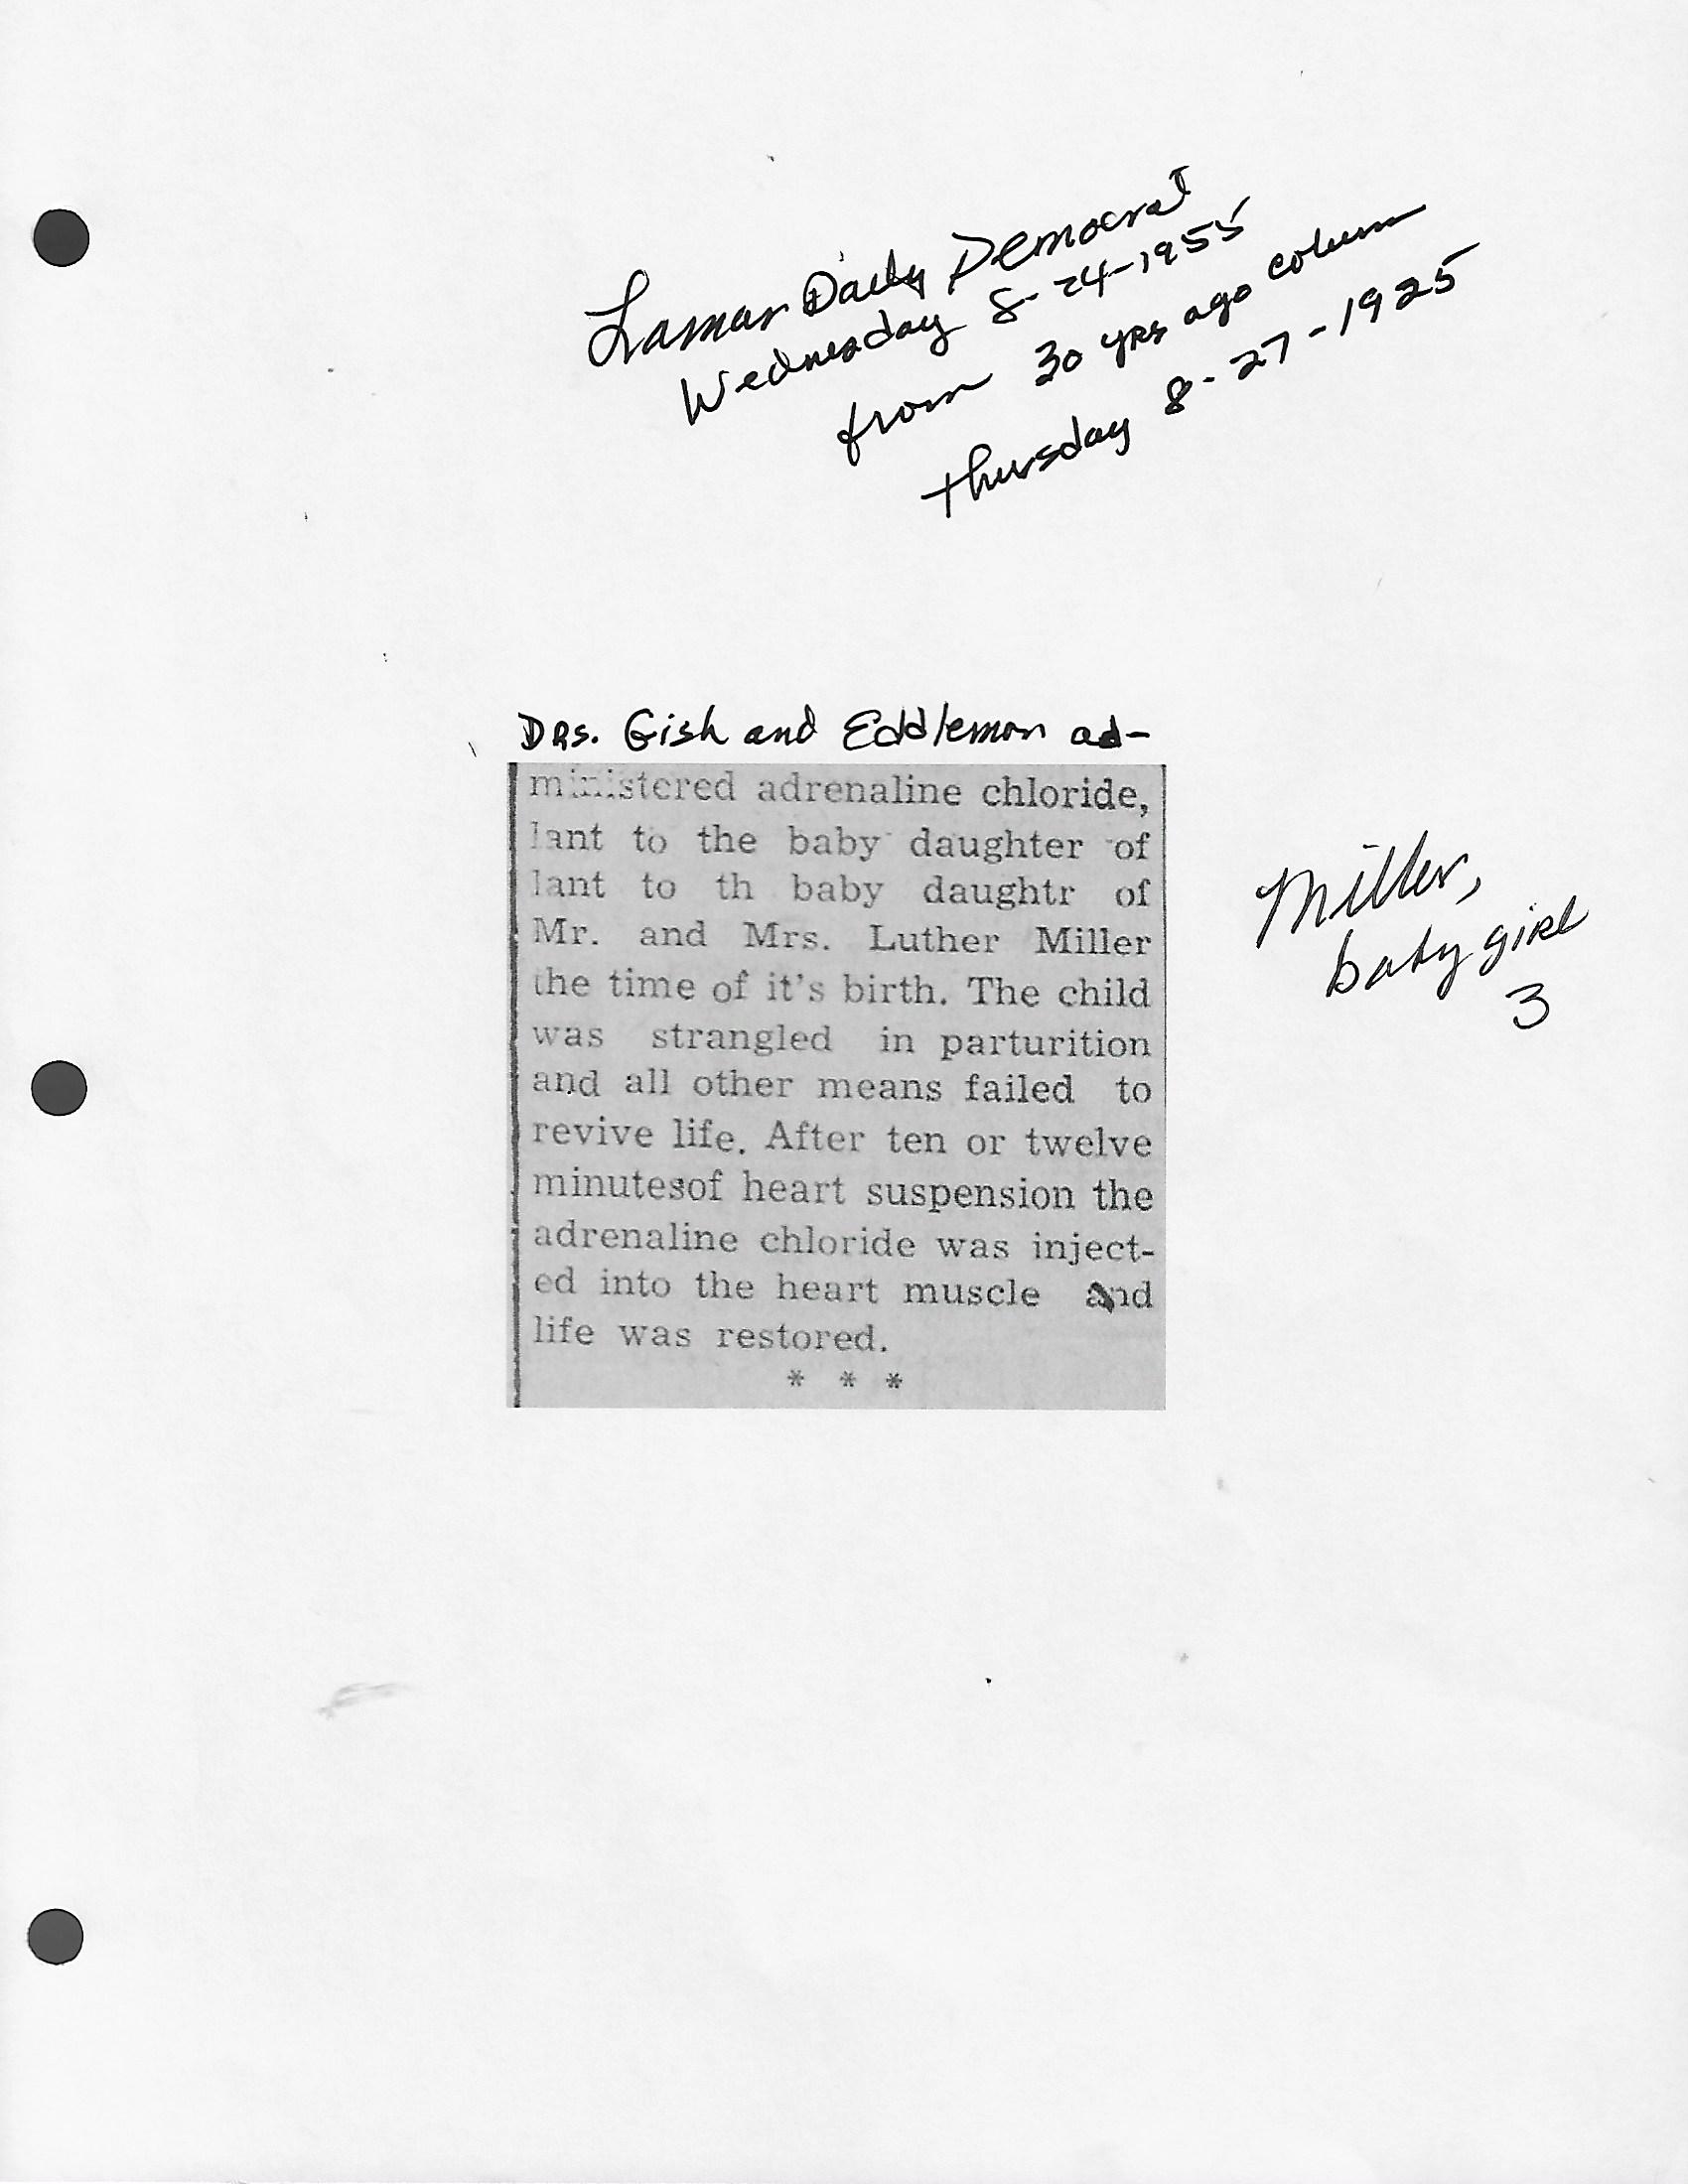 Lamar Daily Democrat
Wednesday 8-24-1955
from 30 yrs ago column
Thursday 8-27-1925
Drs. Gish and Eddlemon ad-
ministered adrenaline chloride,
lant to the baby daughter of
lant to th baby daughtr of
Mr. and Mrs. Luther Miller
the time of it's birth. The child
was strangled in parturition
and all other means failed to
revive life. After ten or twelve
minutesof heart suspension the
adrenaline chloride was inject-
ed into the heart muscle and
life was restored.
* * *
Miller,
baby girl
3